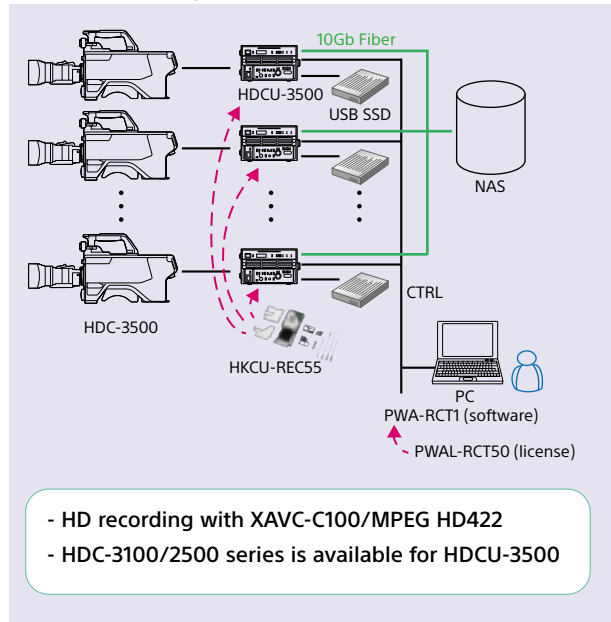 10Gb Fiber
HDCU-3500
USB SSD
NAS
HDC-3500
CTRL
HKCU-REC55
PC
PWA-RCT1 (software)
PWAL-RCT50 (license)
- HD recording with XAVC-C100/MPEG HD422
- HDC-3100/2500 series is available for HDCU-3500